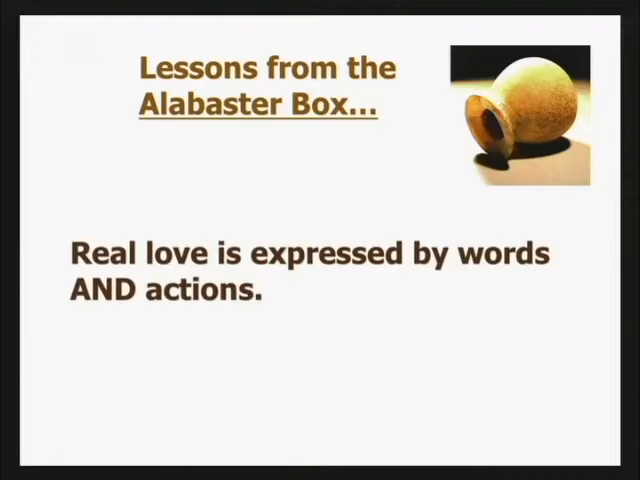 Lessons from the
Alabaster Box...
Real love is expressed by words
AND actions.